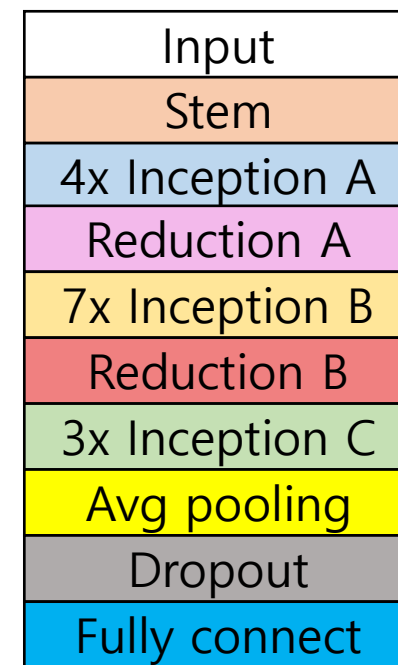 Input
Stem
4x Inception A
Reduction A
7x Inception B
Reduction B
3x Inception C
Avg pooling
Dropout
Fully connect